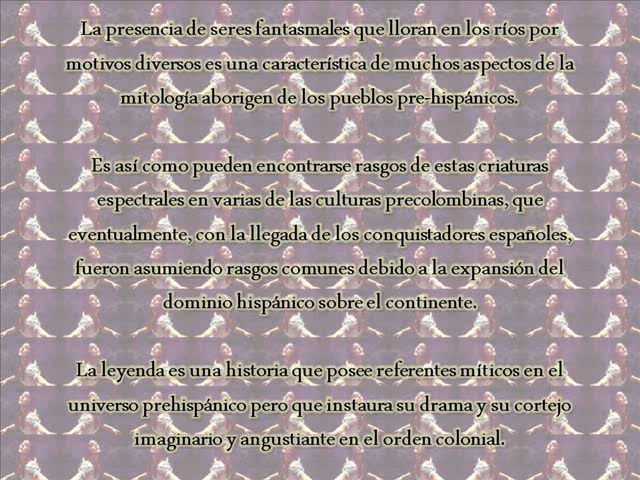 La presencia de seres fantasmales que lloran en los ríos por
motivos diversos es una característica de muchos aspectos de la
mitología aborigen de los pueblos pre-hispánicos.
Es así como pueden encontrarse rasgos de estas criaturas
espectrales en varias de las culturas precolombinas, que
eventualmente, con la llegada de los conquistadores españoles,
fueron asumiendo rasgos comunes debido a la expansión del
dominio hispánico sobre el continente.
La leyenda es una historia que posee referentes míticos en el
universo prehispánico pero que instaura su drama y su cortejo
imaginario y angustiante en el orden colonial.